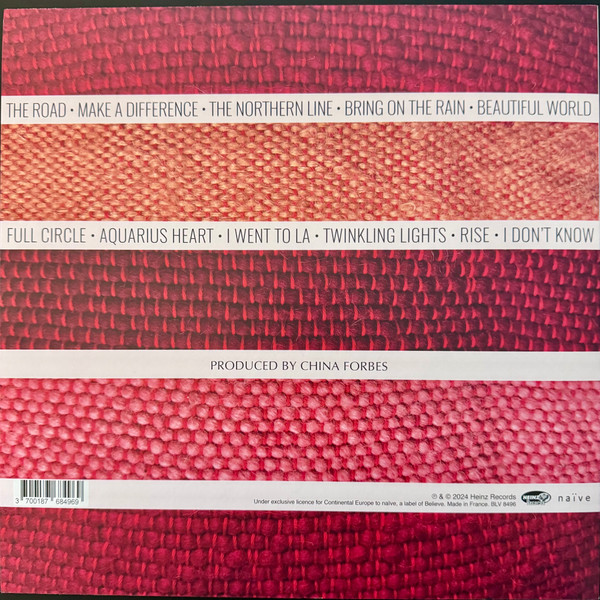 THE ROAD • MAKE A DIFFERENCE • THE NORTHERN LINE • BRING ON THE RAIN • BEAUTIFUL WORLD
FULL CIRCLE • AQUARIUS HEART • I WENT TO LA • TWINKLING LIGHTS • RISE • I DON'T KNOW
PRODUCED BY CHINA FORBES
3 700187 684969
℗ & © 2024 Heinz Records
Under exclusive licence for Continental Europe to naïve, a label of Believe. Made in France. BLV 8496
HEINZ
naïve